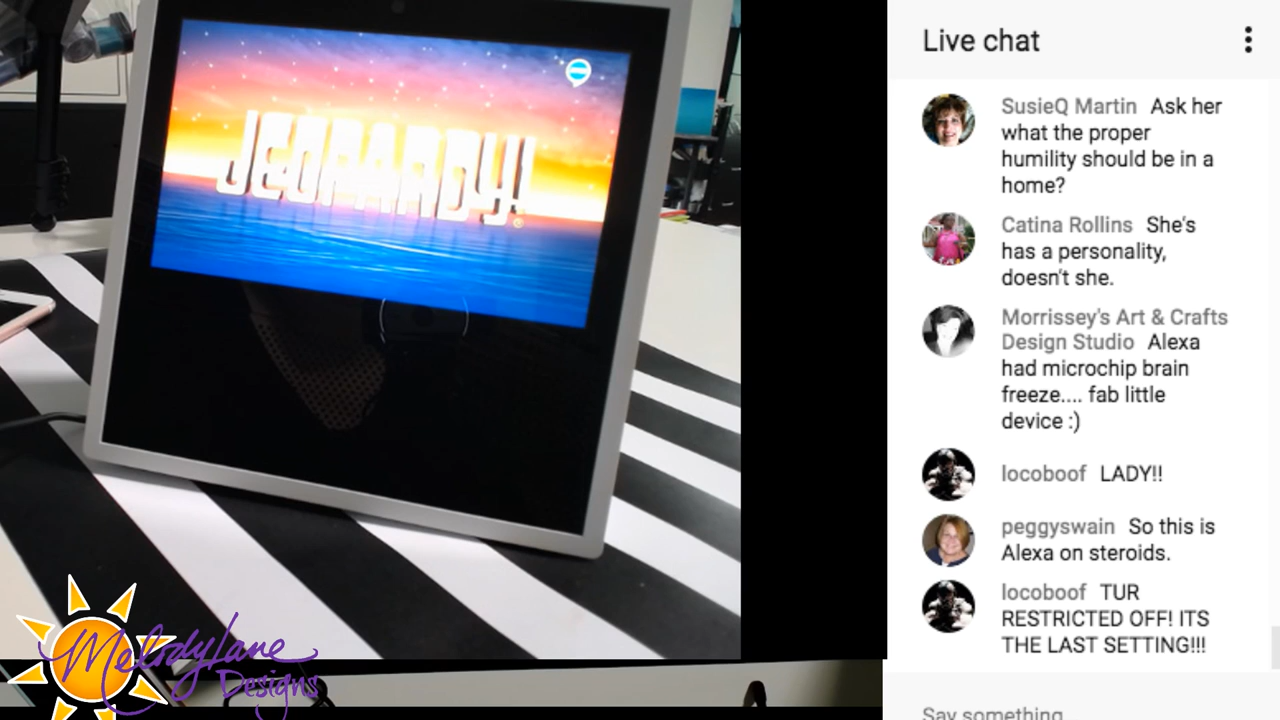 JEOPARDY!
MelodyLane
Designs
Live chat
SusieQ Martin Ask her
what the proper
humility should be in a
home?
Catina Rollins She's
has a personality,
doesn't she.
Morrissey's Art & Crafts
Design Studio Alexa
had microchip brain
freeze.... fab little
device :)
locoboof LADY!!
peggyswain So this is
Alexa on steroids.
locoboof TUR
RESTRICTED OFF! ITS
THE LAST SETTING!!!
Say something